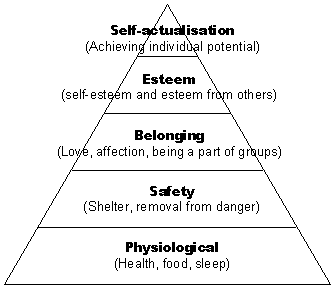 Self-actualisation
(Achieving individual potential)
Esteem
(self-esteem and esteem from others)
Belonging
(Love, affection, being a part of groups)
Safety
(Shelter, removal from danger)
Physiological
(Health, food, sleep)